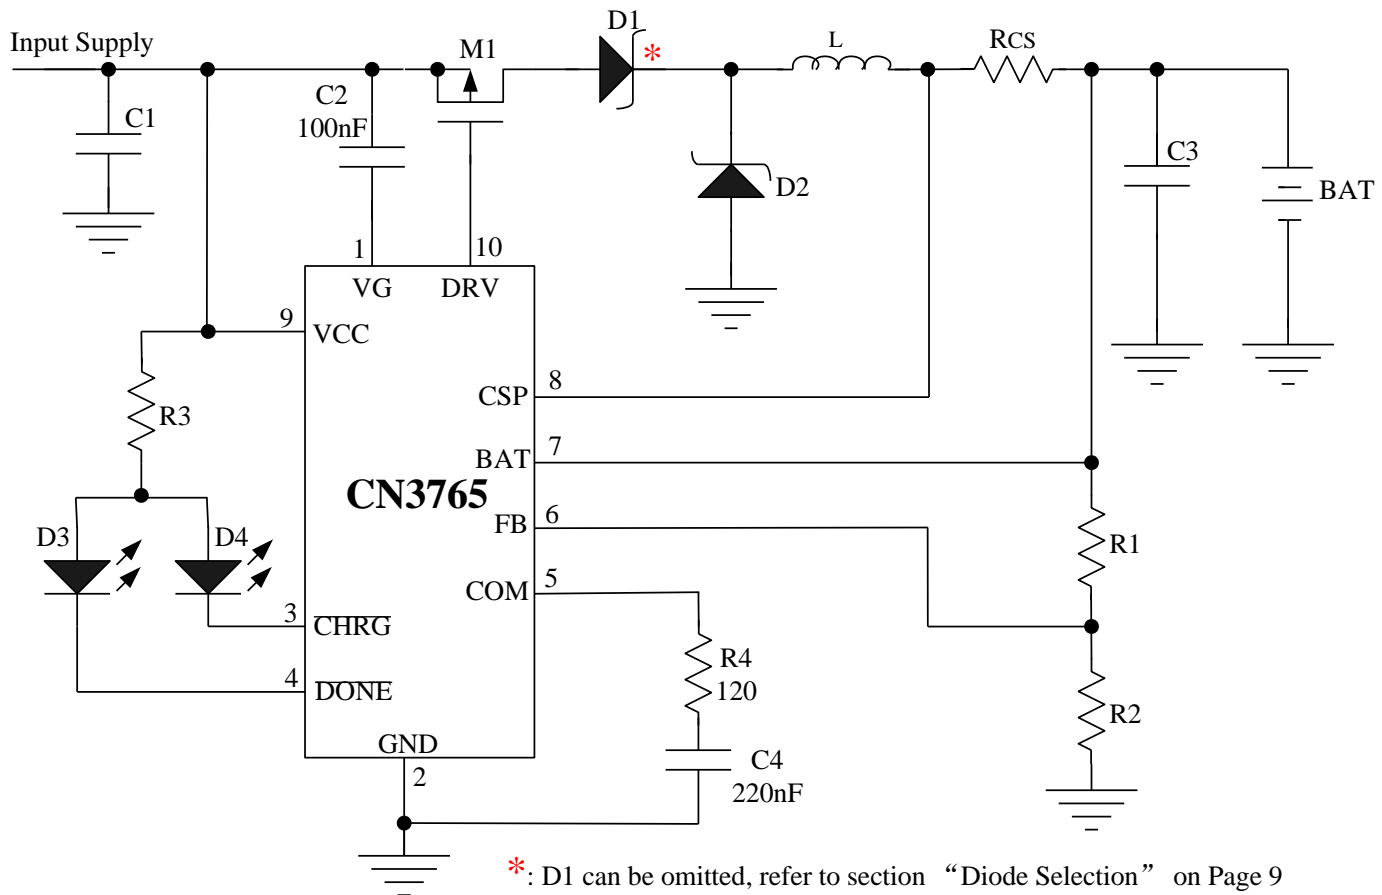 D1
Input Supply
M1
*
L
RCS
C2
100nF
C1
C3
D2
BAT
1
10
VG
DRV
9
VCC
8
CSP
R3
7
BAT
CN3765
6
FB
D3
D4
R1
5
COM
3
CHRG
R4
120
4
DONE
R2
GND
2
C4
220nF
*: D1 can be omitted, refer to section “Diode Selection” on Page 9